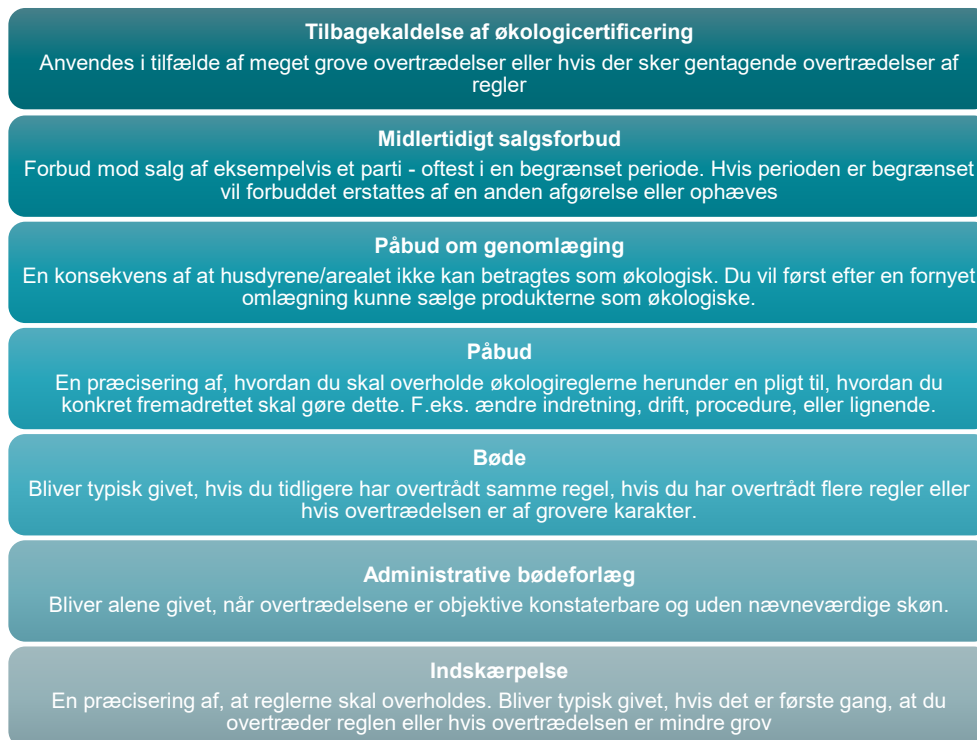 Tilbagekaldelse af økologicertificering
Anvendes i tilfælde af meget grove overtrædelser eller hvis der sker gentagende overtrædelser af
regler
Midlertidigt salgsforbud
Forbud mod salg af eksempelvis et parti - oftest i en begrænset periode. Hvis perioden er begrænset
vil forbuddet erstattes af en anden afgørelse eller ophæves
Påbud om genomlæging
En konsekvens af at husdyrene/arealet ikke kan betragtes som økologisk. Du vil først efter en fornyet
omlægning kunne sælge produkterne som økologiske.
Påbud
En præcisering af, hvordan du skal overholde økologireglerne herunder en pligt til, hvordan du
konkret fremadrettet skal gøre dette. F.eks. ændre indretning, drift, procedure, eller lignende.
Bøde
Bliver typisk givet, hvis du tidligere har overtrådt samme regel, hvis du har overtrådt flere regler eller
hvis overtrædelsen er af grovere karakter.
Administrative bødeforlæg
Bliver alene givet, når overtrædelsene er objektive konstaterbare og uden nævneværdige skøn.
Indskærpelse
En præcisering af, at reglerne skal overholdes. Bliver typisk givet, hvis det er første gang, at du
overtræder reglen eller hvis overtrædelsen er mindre grov